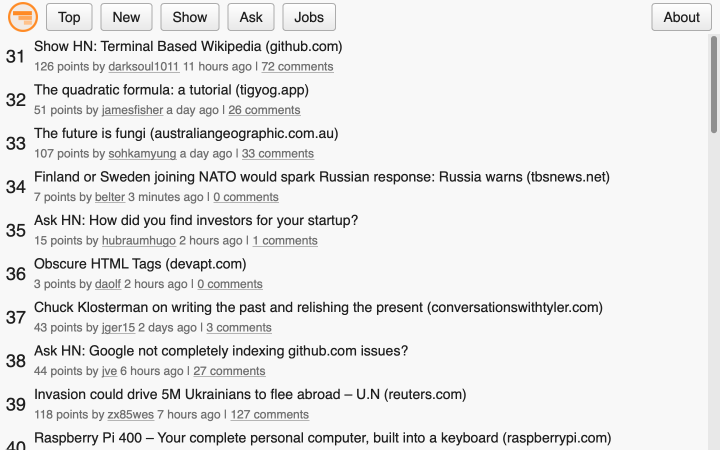 Top New Show Ask Jobs About
31 Show HN: Terminal Based Wikipedia (github.com)
126 points by darksoul1011 11 hours ago | 72 comments
32 The quadratic formula: a tutorial (tigyog.app)
51 points by jamesfisher a day ago | 26 comments
33 The future is fungi (australiangeographic.com.au)
107 points by sohkamyung a day ago | 33 comments
34 Finland or Sweden joining NATO would spark Russian response: Russia warns (tbsnews.net)
7 points by belter 3 minutes ago | 0 comments
35 Ask HN: How did you find investors for your startup?
15 points by hubraumhugo 2 hours ago | 1 comments
36 Obscure HTML Tags (devapt.com)
3 points by daolf 2 hours ago | 0 comments
37 Chuck Klosterman on writing the past and relishing the present (conversationswithtyler.com)
43 points by jger15 2 days ago | 3 comments
38 Ask HN: Google not completely indexing github.com issues?
44 points by jve 6 hours ago | 27 comments
39 Invasion could drive 5M Ukrainians to flee abroad – U.N (reuters.com)
118 points by zx85wes 7 hours ago | 127 comments
40 Raspberry Pi 400 – Your complete personal computer, built into a keyboard (raspberrypi.com)